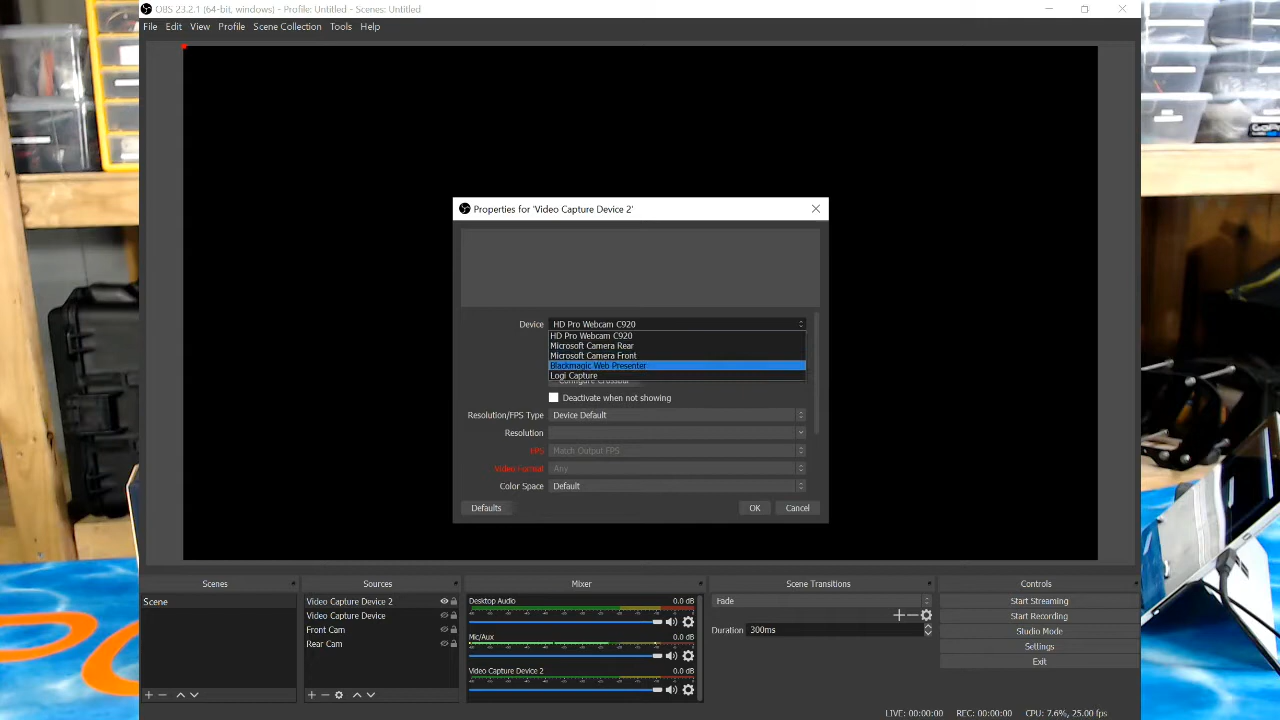 OBS 23.2.1 (64-bit, windows) - Profile: Untitled - Scenes: Untitled
File Edit View Profile Scene Collection Tools Help
GoPro
Properties for 'Video Capture Device 2'
Device HD Pro Webcam C920
HD Pro Webcam C920
Microsoft Camera Rear
Microsoft Camera Front
Blackmagic Web Presenter
Logi Capture
Configure Crossbar
Deactivate when not showing
Resolution/FPS Type Device Default
Resolution
FPS Match Output FPS
Video Format Any
Color Space Default
Defaults OK Cancel
Scenes
Scene
Sources
Video Capture Device 2
Video Capture Device
Front Cam
Rear Cam
Mixer
Desktop Audio 0.0 dB
Mic/Aux 0.0 dB
Video Capture Device 2 0.0 dB
Scene Transitions
Fade
Duration 300ms
Controls
Start Streaming
Start Recording
Studio Mode
Settings
Exit
LIVE: 00:00:00 REC: 00:00:00 CPU: 7.6%, 25.00 fps